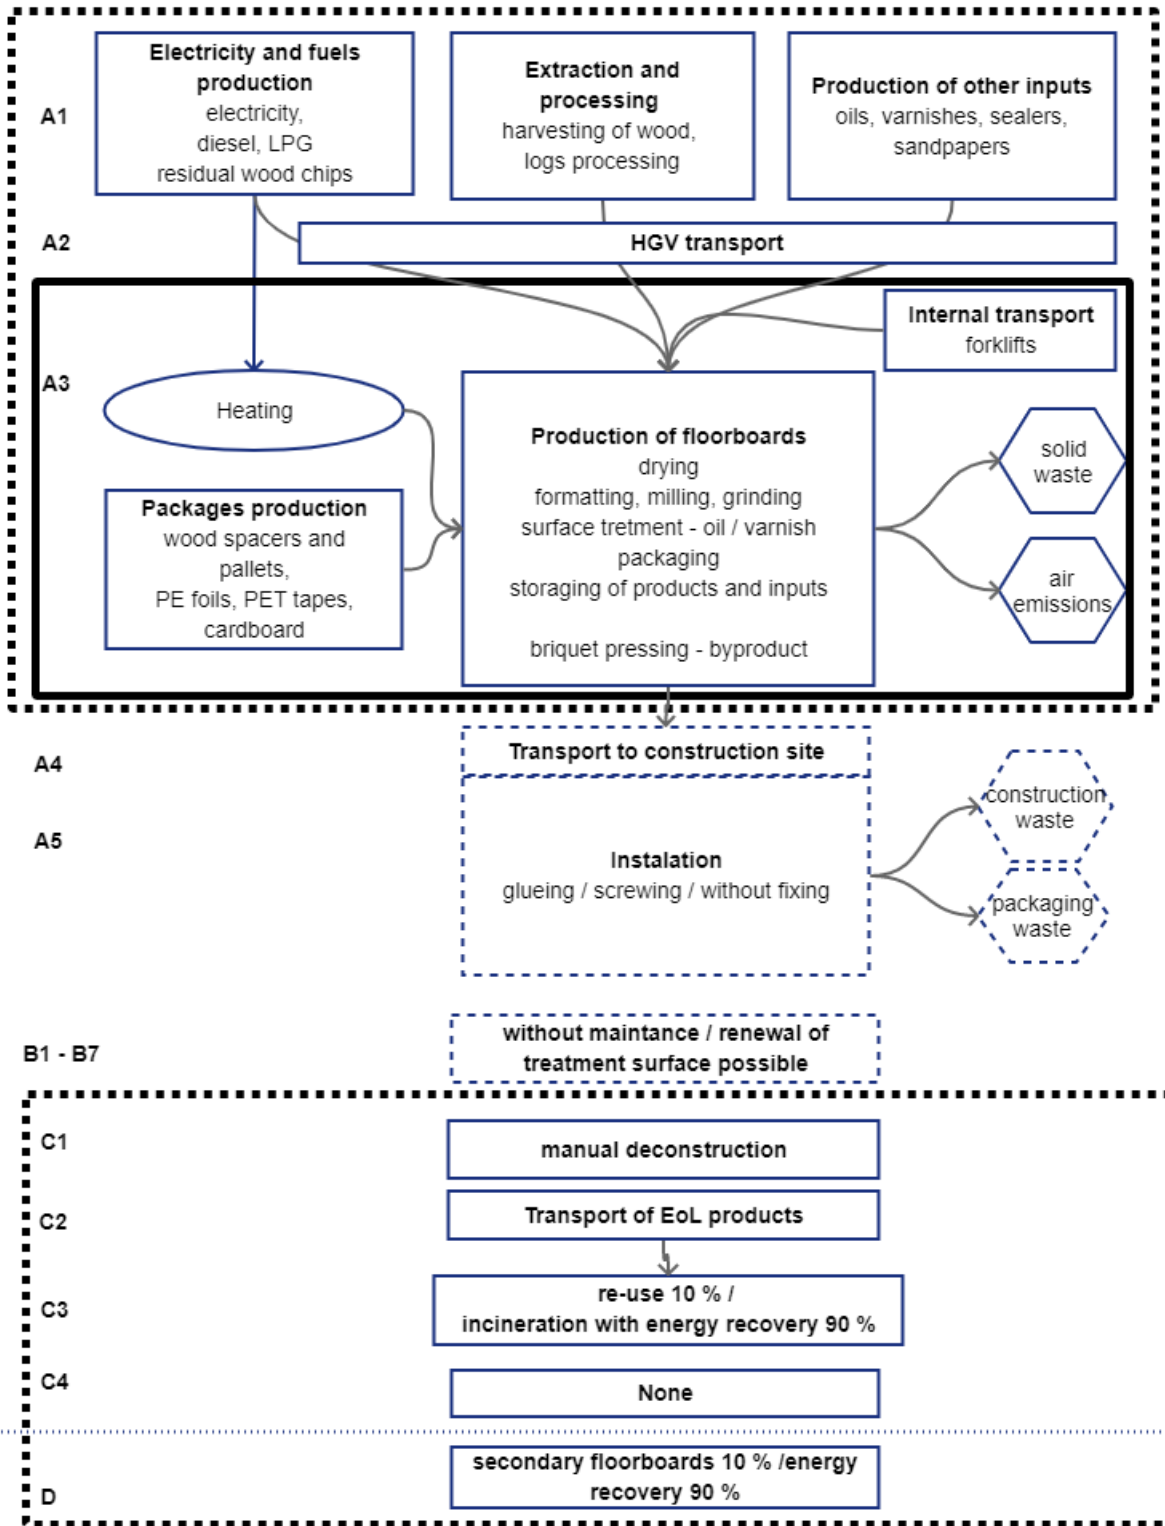 A1
Electricity and fuels
production
electricity,
diesel, LPG
residual wood chips
Extraction and
processing
harvesting of wood,
logs processing
Production of other inputs
oils, varnishes, sealers,
sandpapers
A2
HGV transport
Internal transport
forklifts
A3
Heating
Packages production
wood spacers and
pallets,
PE foils, PET tapes,
cardboard
Production of floorboards
drying
formatting, milling, grinding
surface tretment - oil / varnish
packaging
storaging of products and inputs
briquet pressing - byproduct
solid
waste
air
emissions
A4
Transport to construction site
A5
Instalation
glueing / screwing / without fixing
construction
waste
packaging
waste
B1 - B7
without maintance / renewal of
treatment surface possible
C1
manual deconstruction
C2
Transport of EoL products
C3
re-use 10 % /
incineration with energy recovery 90 %
C4
None
D
secondary floorboards 10 % /energy
recovery 90 %